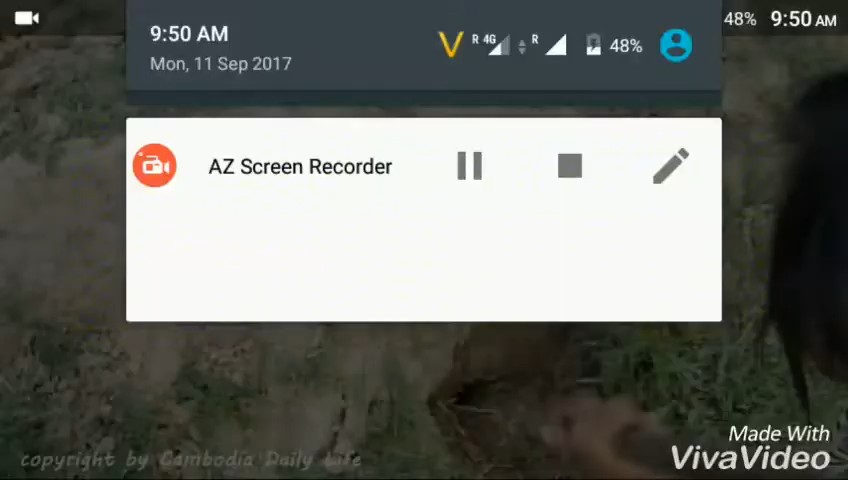 48% 9:50 AM
9:50 AM
R 4G R 48%
Mon, 11 Sep 2017
AZ Screen Recorder
Made With
VivaVideo
copyright by Cambodia Daily Life